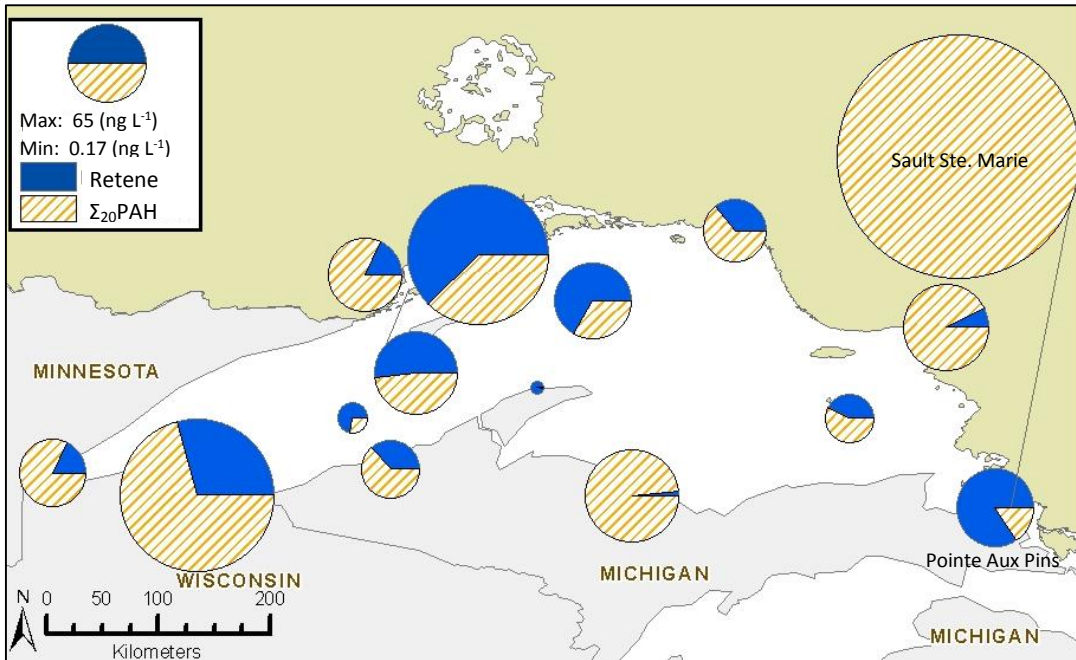 Max: 65 (ng L⁻¹)
Min: 0.17 (ng L⁻¹)
Retene
Σ₂₀PAH
Sault Ste. Marie
MINNESOTA
WISCONSIN
MICHIGAN
Pointe Aux Pins
MICHIGAN
N 0 50 100 200
Kilometers